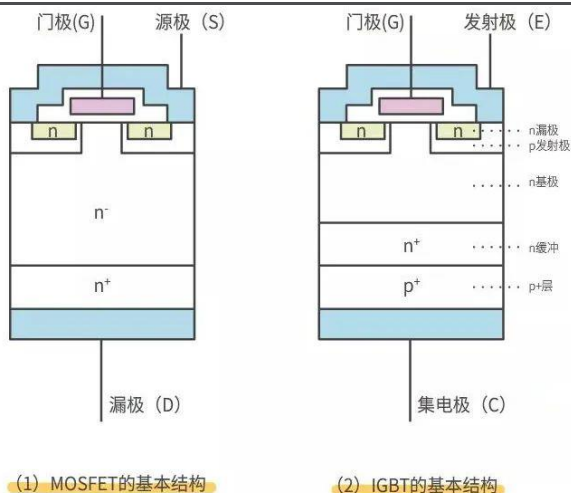 门极(G) 源极（S） 门极(G) 发射极（E）
n n n n n漏极
p发射极
n⁻ n基极
n⁺ n缓冲
n⁺ p⁺ p+层
漏极（D） 集电极（C）
（1）MOSFET的基本结构 （2）IGBT的基本结构